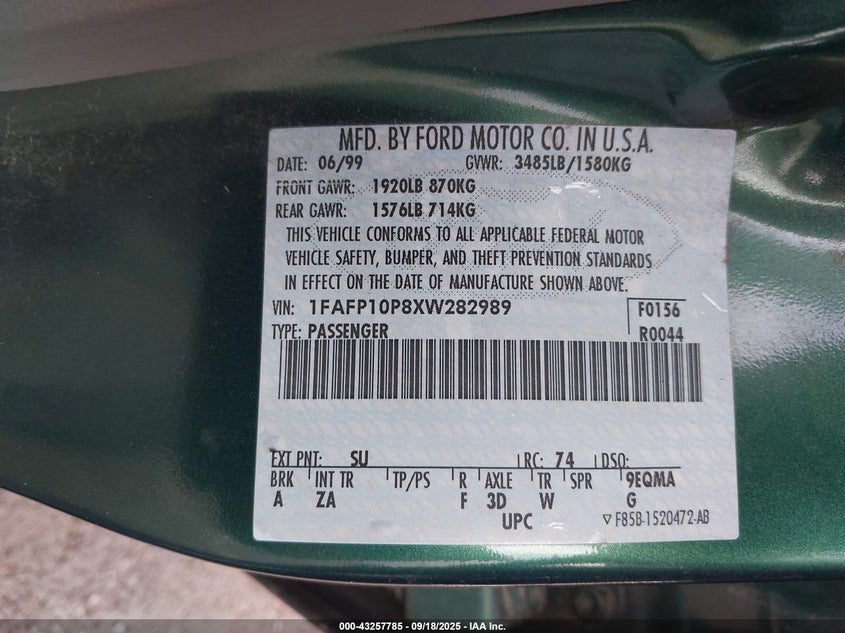 MFD. BY FORD MOTOR CO. IN U.S.A.
DATE: 06/99 GVWR: 3485LB/1580KG
FRONT GAWR: 1920LB 870KG
REAR GAWR: 1576LB 714KG
THIS VEHICLE CONFORMS TO ALL APPLICABLE FEDERAL MOTOR
VEHICLE SAFETY, BUMPER, AND THEFT PREVENTION STANDARDS
IN EFFECT ON THE DATE OF MANUFACTURE SHOWN ABOVE.
VIN: 1FAFP10P8XW282989 F0156
TYPE: PASSENGER R0044
EXT PNT: SU RC: 74 DSO:
BRK INT TR TP/PS R AXLE TR SPR 9EQMA
A ZA F 3D W G
UPC ▽F85B-1520472-AB
000-43257785 - 09/18/2025 - IAA Inc.